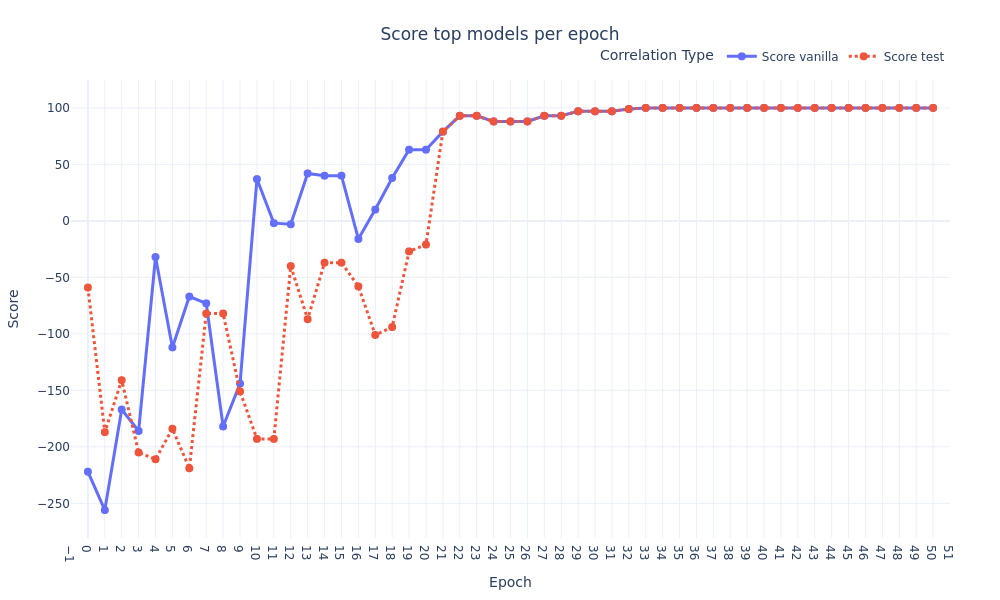 Score top models per epoch
Correlation Type Score vanilla Score test
100
50
0
−50
−100
−150
−200
−250
Score
−1 0 1 2 3 4 5 6 7 8 9 10 11 12 13 14 15 16 17 18 19 20 21 22 23 24 25 26 27 28 29 30 31 32 33 34 35 36 37 38 39 40 41 42 43 44 45 46 47 48 49 50 51
Epoch